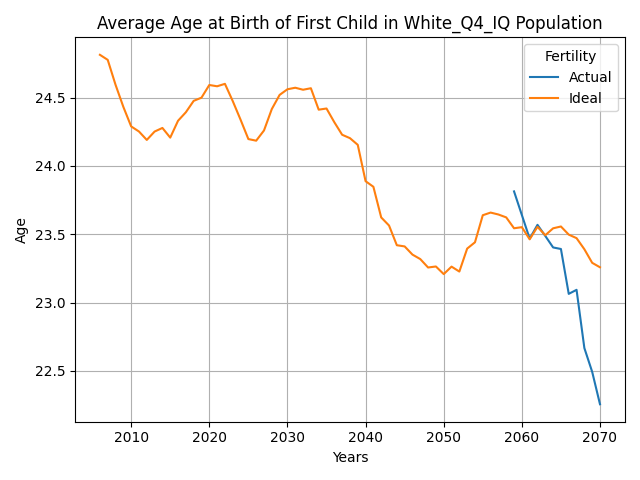 Average Age at Birth of First Child in White_Q4_IQ Population
Fertility
Actual
Ideal
24.5
24.0
23.5
23.0
22.5
Age
2010 2020 2030 2040 2050 2060 2070
Years